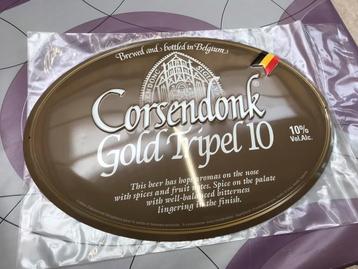 Brewed and bottled in Belgium
Corsendonk
Gold Tripel 10
10%
Vol.Alc.
This beer has hops aromas on the nose
with spices and fruit notes. Spice on the palate
with well-balanced bitterness
lingering in the finish.